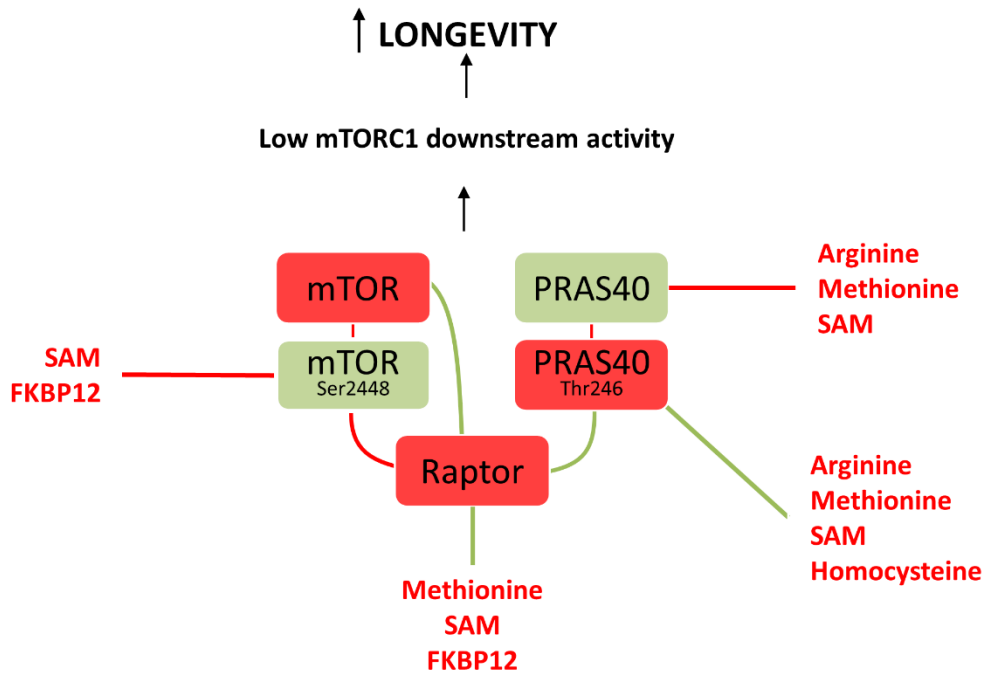 LONGEVITY
Low mTORC1 downstream activity
mTOR
PRAS40
Arginine
Methionine
SAM
SAM
FKBP12
mTOR
Ser2448
PRAS40
Thr246
Raptor
Arginine
Methionine
SAM
Homocysteine
Methionine
SAM
FKBP12